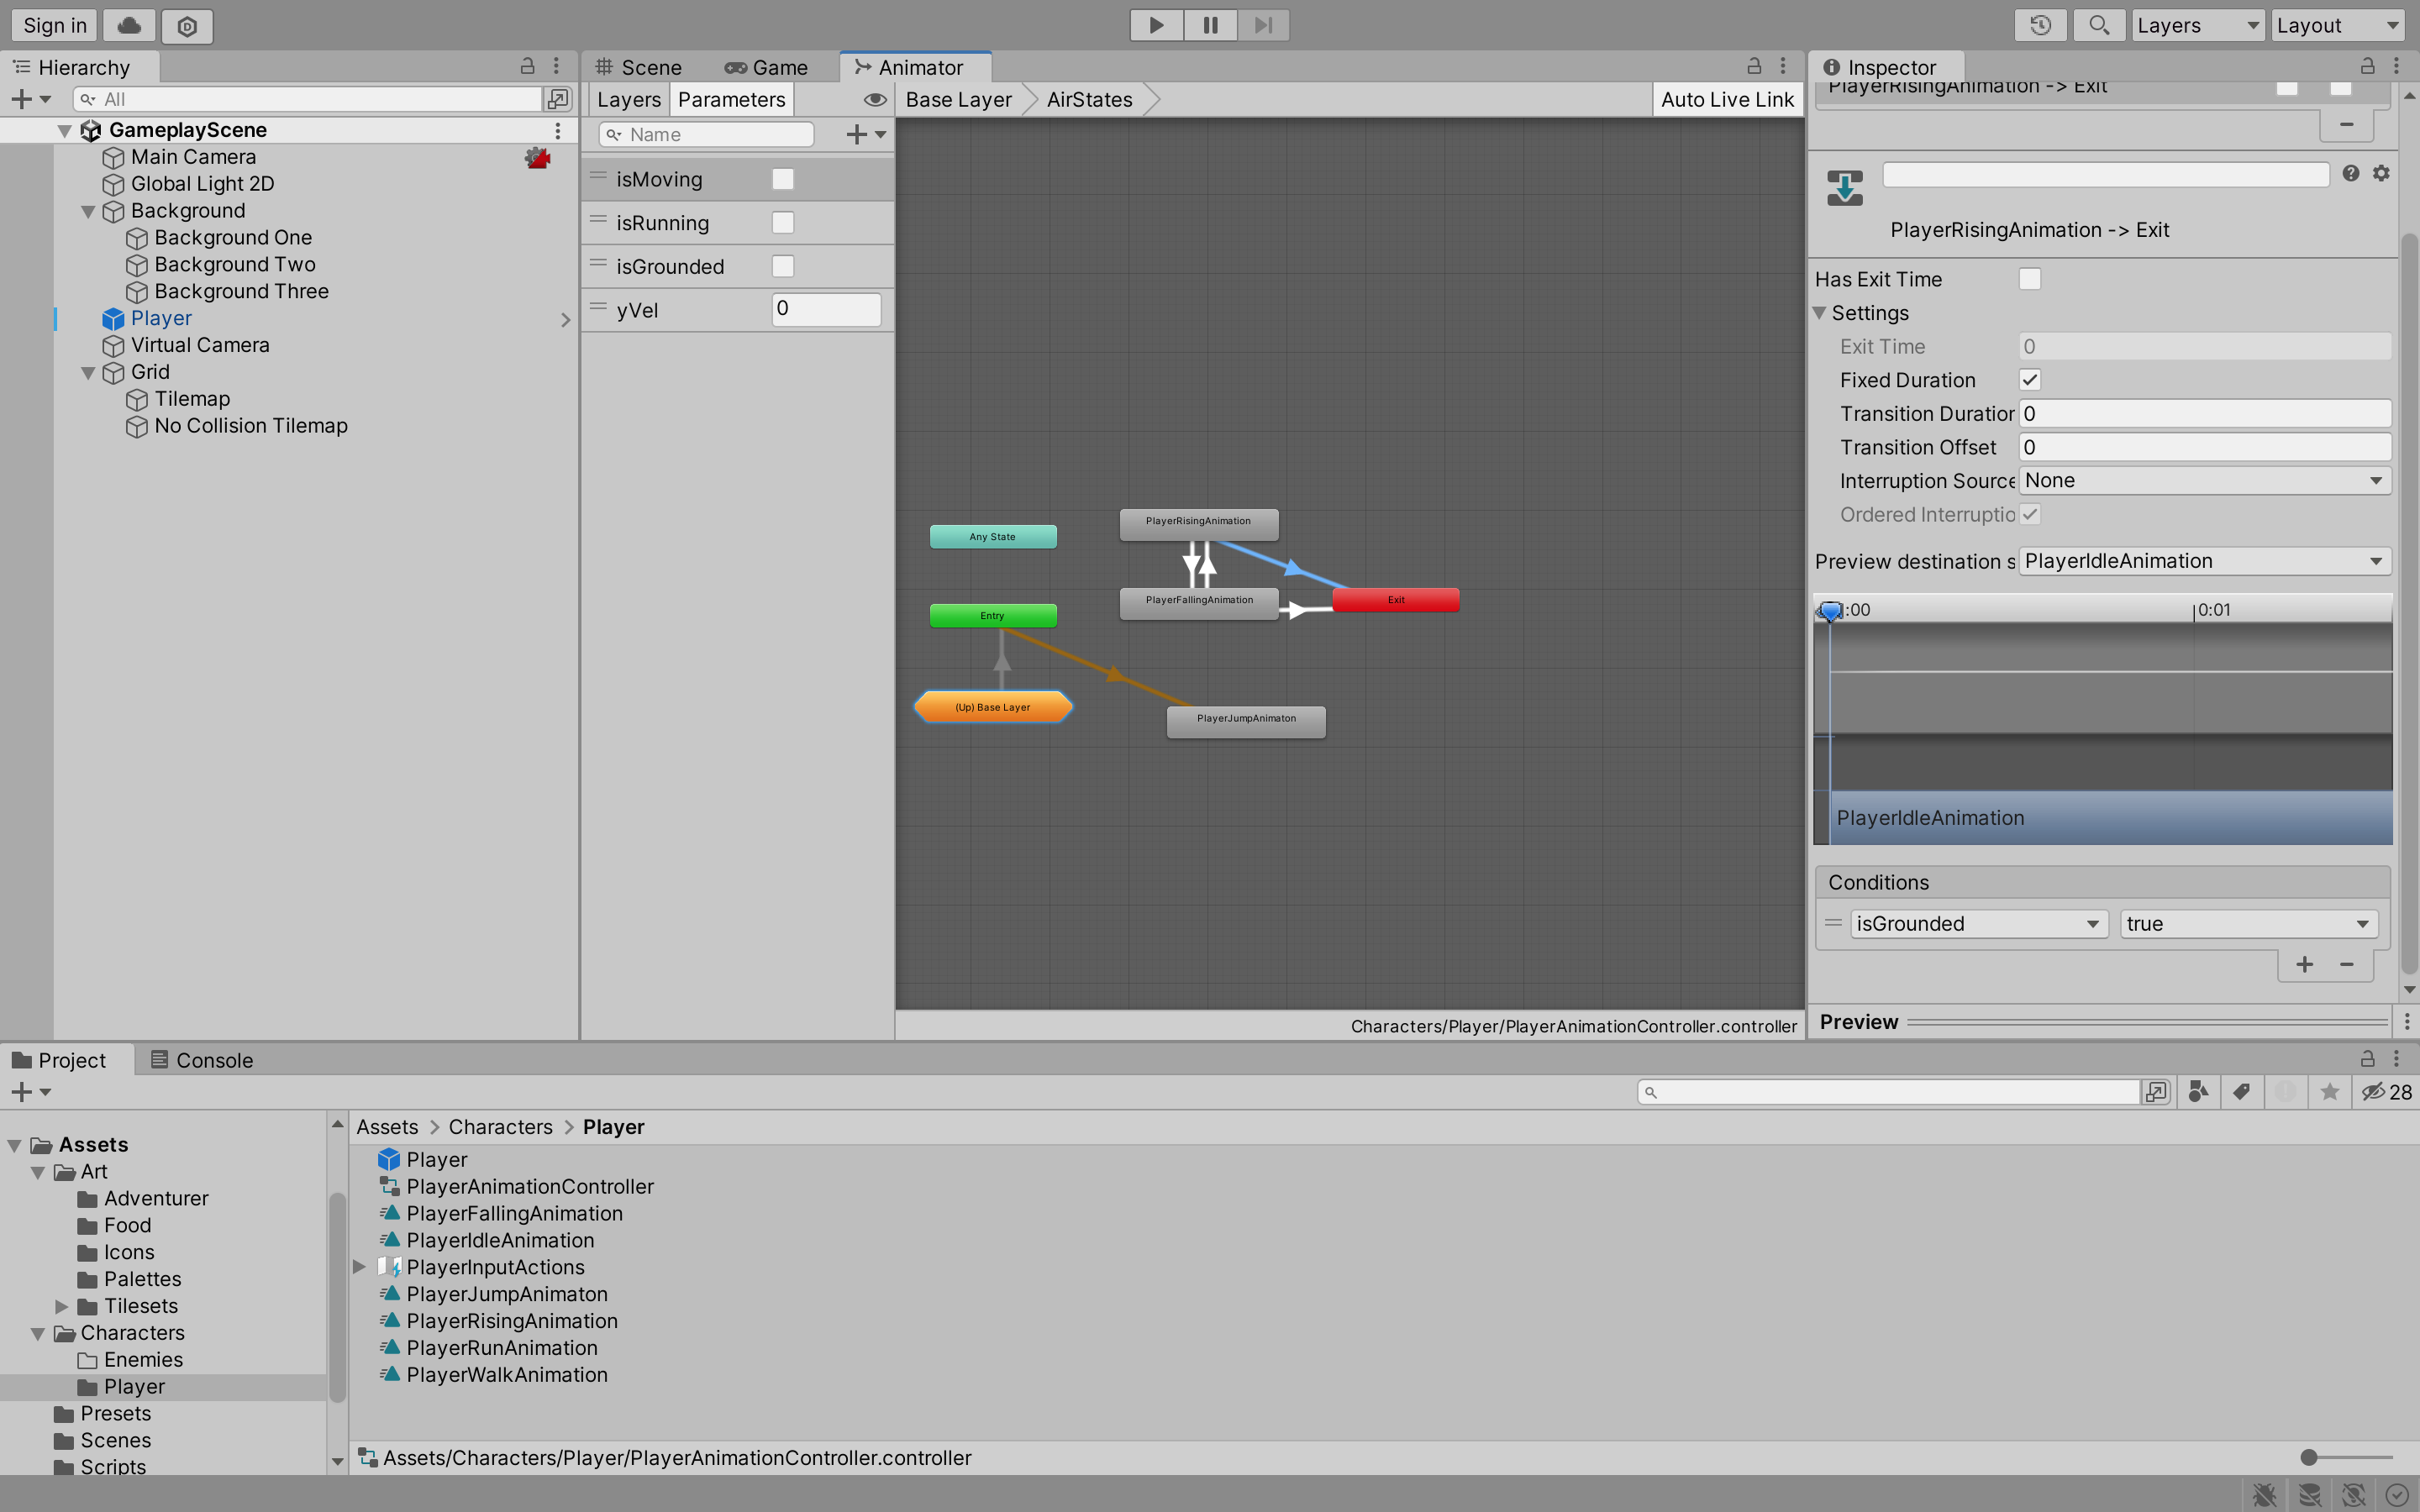 Sign in
Layers
Layout
Hierarchy
All
GameplayScene
Main Camera
Global Light 2D
Background
Background One
Background Two
Background Three
Player
Virtual Camera
Grid
Tilemap
No Collision Tilemap
Scene
Game
Animator
Layers
Parameters
Base Layer
AirStates
Auto Live Link
Name
isMoving
isRunning
isGrounded
yVel
0
Any State
PlayerRisingAnimation
PlayerFallingAnimation
Exit
Entry
(Up) Base Layer
PlayerJumpAnimaton
Characters/Player/PlayerAnimationController.controller
Inspector
PlayerRisingAnimation -> Exit
PlayerRisingAnimation -> Exit
Has Exit Time
Settings
Exit Time
0
Fixed Duration
Transition Duration
0
Transition Offset
0
Interruption Source
None
Ordered Interruptio
Preview destination s
PlayerIdleAnimation
:00
0:01
PlayerIdleAnimation
Conditions
isGrounded
true
Preview
Project
Console
28
Assets
Art
Adventurer
Food
Icons
Palettes
Tilesets
Characters
Enemies
Player
Presets
Scenes
Scripts
Assets > Characters > Player
Player
PlayerAnimationController
PlayerFallingAnimation
PlayerIdleAnimation
PlayerInputActions
PlayerJumpAnimaton
PlayerRisingAnimation
PlayerRunAnimation
PlayerWalkAnimation
Assets/Characters/Player/PlayerAnimationController.controller